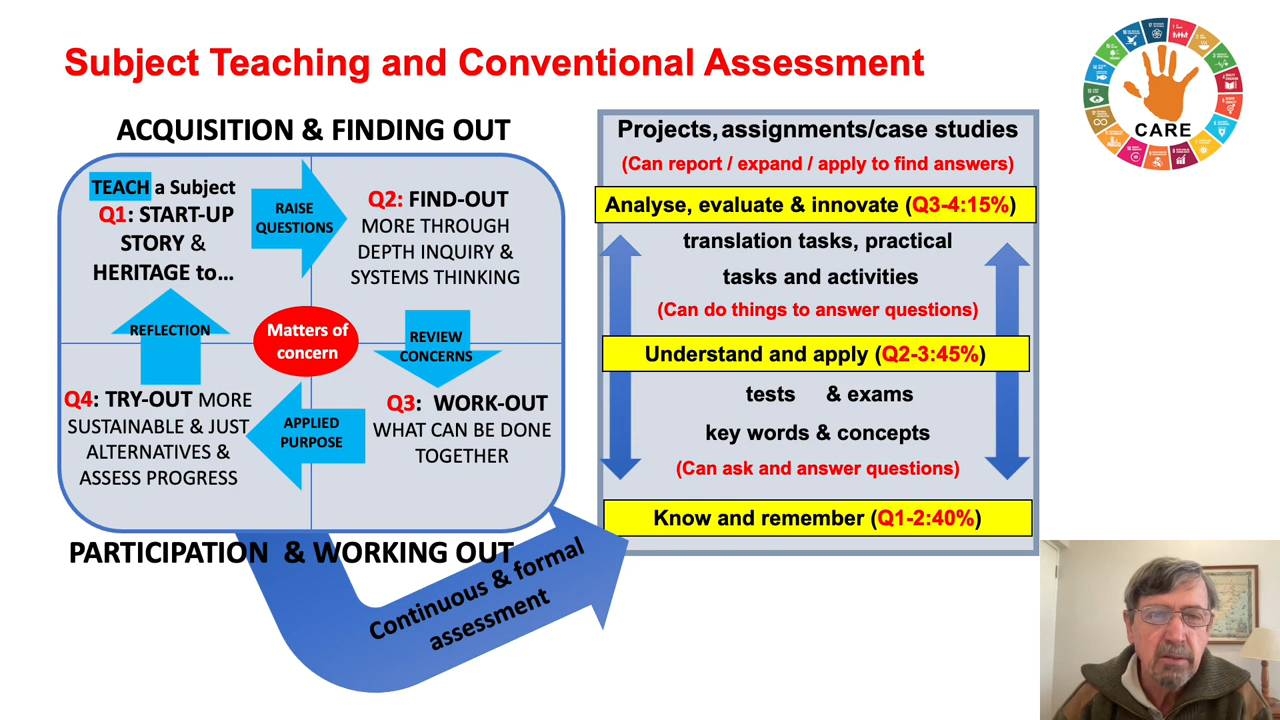 Subject Teaching and Conventional Assessment
ACQUISITION & FINDING OUT
TEACH a Subject
Q1: START-UP
STORY &
HERITAGE to...
RAISE
QUESTIONS
Q2: FIND-OUT
MORE THROUGH
DEPTH INQUIRY &
SYSTEMS THINKING
REFLECTION
Matters of
concern
REVIEW
CONCERNS
Q4: TRY-OUT MORE
SUSTAINABLE & JUST
ALTERNATIVES &
ASSESS PROGRESS
APPLIED
PURPOSE
Q3: WORK-OUT
WHAT CAN BE DONE
TOGETHER
PARTICIPATION & WORKING OUT
Continuous & formal
assessment
Projects, assignments/case studies
(Can report / expand / apply to find answers)
Analyse, evaluate & innovate (Q3-4:15%)
translation tasks, practical
tasks and activities
(Can do things to answer questions)
Understand and apply (Q2-3:45%)
tests & exams
key words & concepts
(Can ask and answer questions)
Know and remember (Q1-2:40%)
CARE